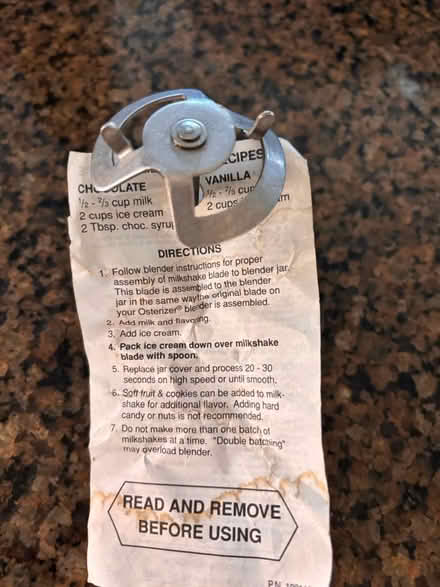 CIPES
CH LATE
VANILLA
1/2 - 2/3 cup milk
1/2 - 2/3 cu
2 cups ice cream
2 cups m
2 Tbsp. choc. syru
DIRECTIONS
1. Follow blender instructions for proper
assembly of milkshake blade to blender jar.
This blade is assembled to the blender
jar in the same way the original blade on
your Osterizer® blender is assembled.
2. Add milk and flavoring.
3. Add ice cream.
4. Pack ice cream down over milkshake
blade with spoon.
5. Replace jar cover and process 20 - 30
seconds on high speed or until smooth.
6. Soft fruit & cookies can be added to milk-
shake for additional flavor. Adding hard
candy or nuts is not recommended.
7. Do not make more than one batch of
milkshakes at a time. "Double batching"
may overload blender.
READ AND REMOVE
BEFORE USING
P.N.